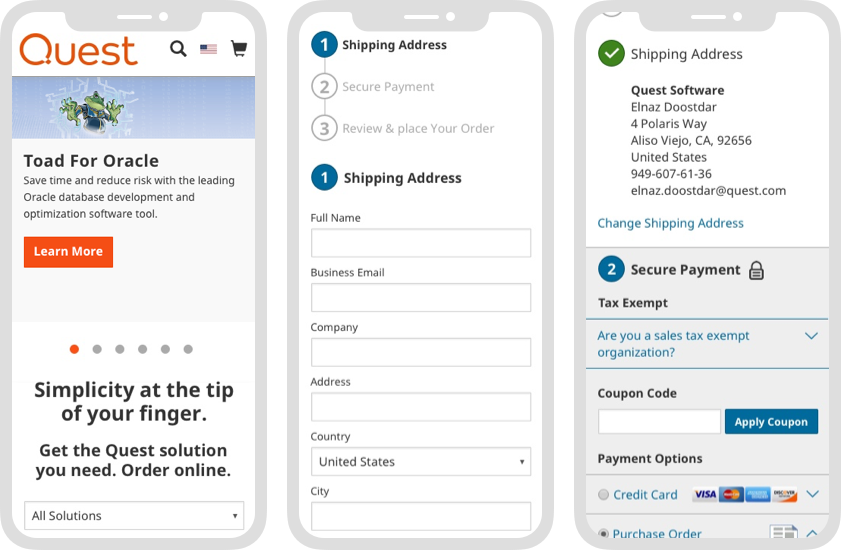 Quest
Toad For Oracle
Save time and reduce risk with the leading
Oracle database development and
optimization software tool.
Learn More
Simplicity at the tip
of your finger.
Get the Quest solution
you need. Order online.
All Solutions
1 Shipping Address
2 Secure Payment
3 Review & place Your Order
1 Shipping Address
Full Name
Business Email
Company
Address
Country
United States
City
Shipping Address
Quest Software
Elnaz Doostdar
4 Polaris Way
Aliso Viejo, CA, 92656
United States
949-607-61-36
elnaz.doostdar@quest.com
Change Shipping Address
2 Secure Payment
Tax Exempt
Are you a sales tax exempt
organization?
Coupon Code
Apply Coupon
Payment Options
Credit Card VISA MasterCard DISCOVER
Purchase Order